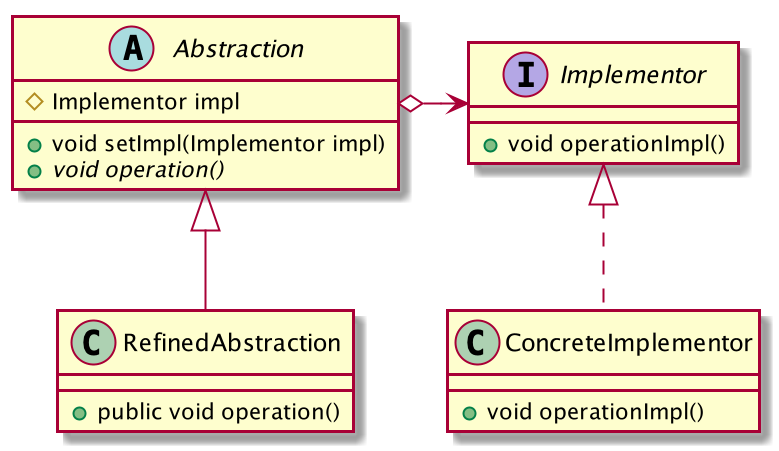 A Abstraction
Implementor impl
void setImpl(Implementor impl)
void operation()
I Implementor
void operationImpl()
C RefinedAbstraction
public void operation()
C ConcreteImplementor
void operationImpl()